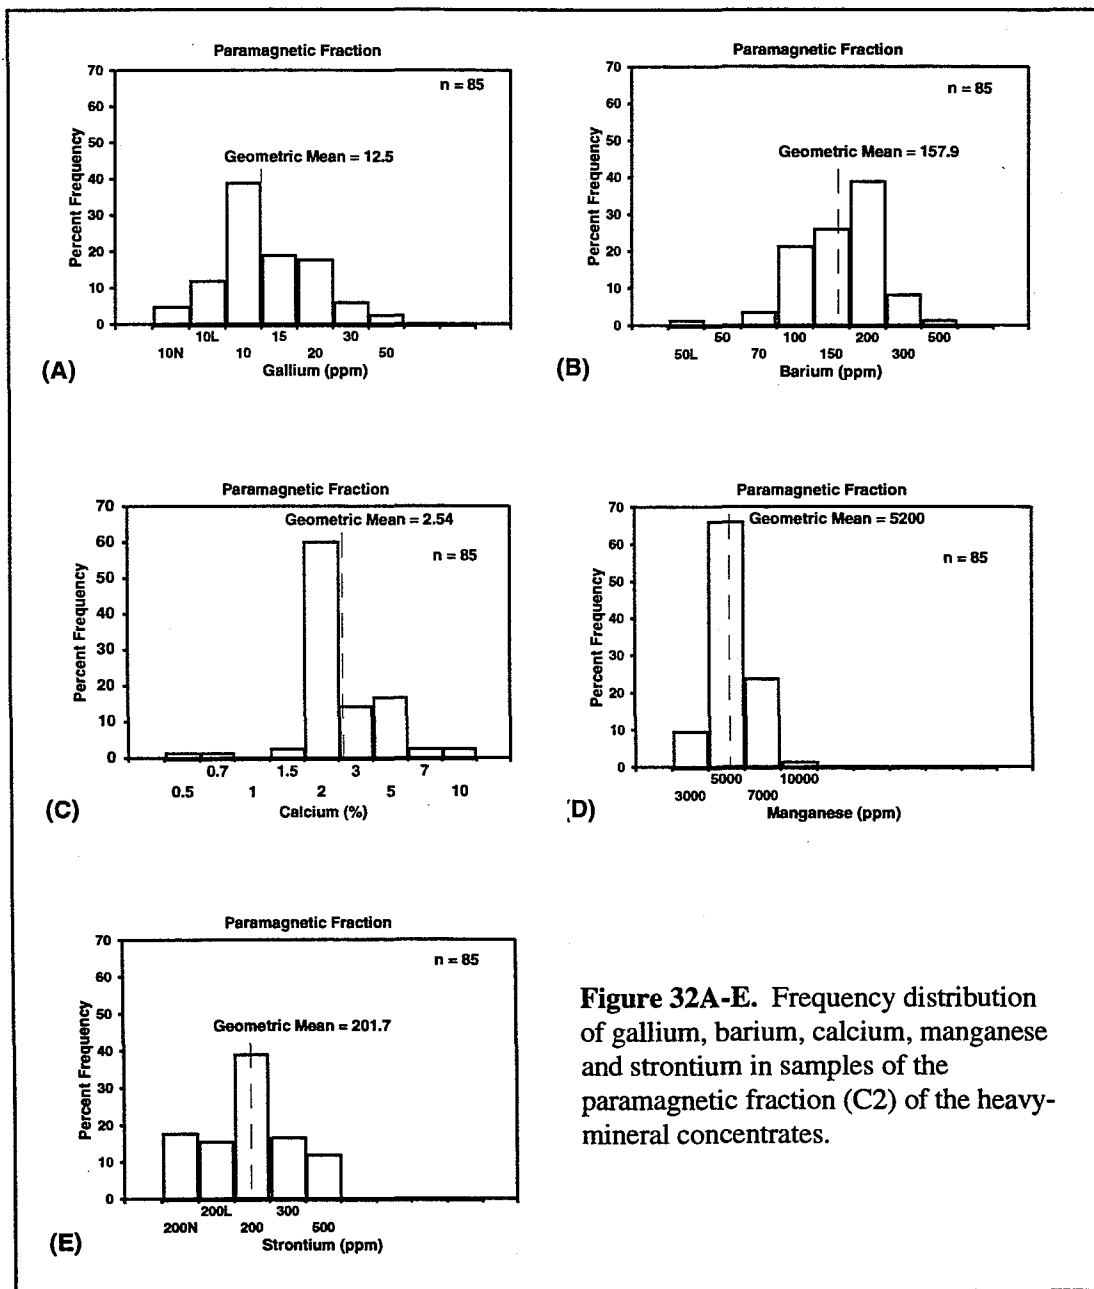 Paramagnetic Fraction
70
60
50
40
30
20
10
0
Percent Frequency
n = 85
Geometric Mean = 12.5
10L 15 30
10N 10 20 50
(A) Gallium (ppm)
Paramagnetic Fraction
70
60
50
40
30
20
10
0
Percent Frequency
n = 85
Geometric Mean = 157.9
50 100 200 500
50L 70 150 300
(B) Barium (ppm)
Paramagnetic Fraction
70
60
50
40
30
20
10
0
Percent Frequency
Geometric Mean = 2.54
n = 85
0.7 1.5 3 7
0.5 1 2 5 10
(C) Calcium (%)
Paramagnetic Fraction
70
60
50
40
30
20
10
0
Percent Frequency
Geometric Mean = 5200
n = 85
5000 10000
3000 7000
(D) Manganese (ppm)
Paramagnetic Fraction
70
60
50
40
30
20
10
0
Percent Frequency
n = 85
Geometric Mean = 201.7
200L 300
200N 200 500
(E) Strontium (ppm)
Figure 32A-E. Frequency distribution
of gallium, barium, calcium, manganese
and strontium in samples of the
paramagnetic fraction (C2) of the heavy-
mineral concentrates.